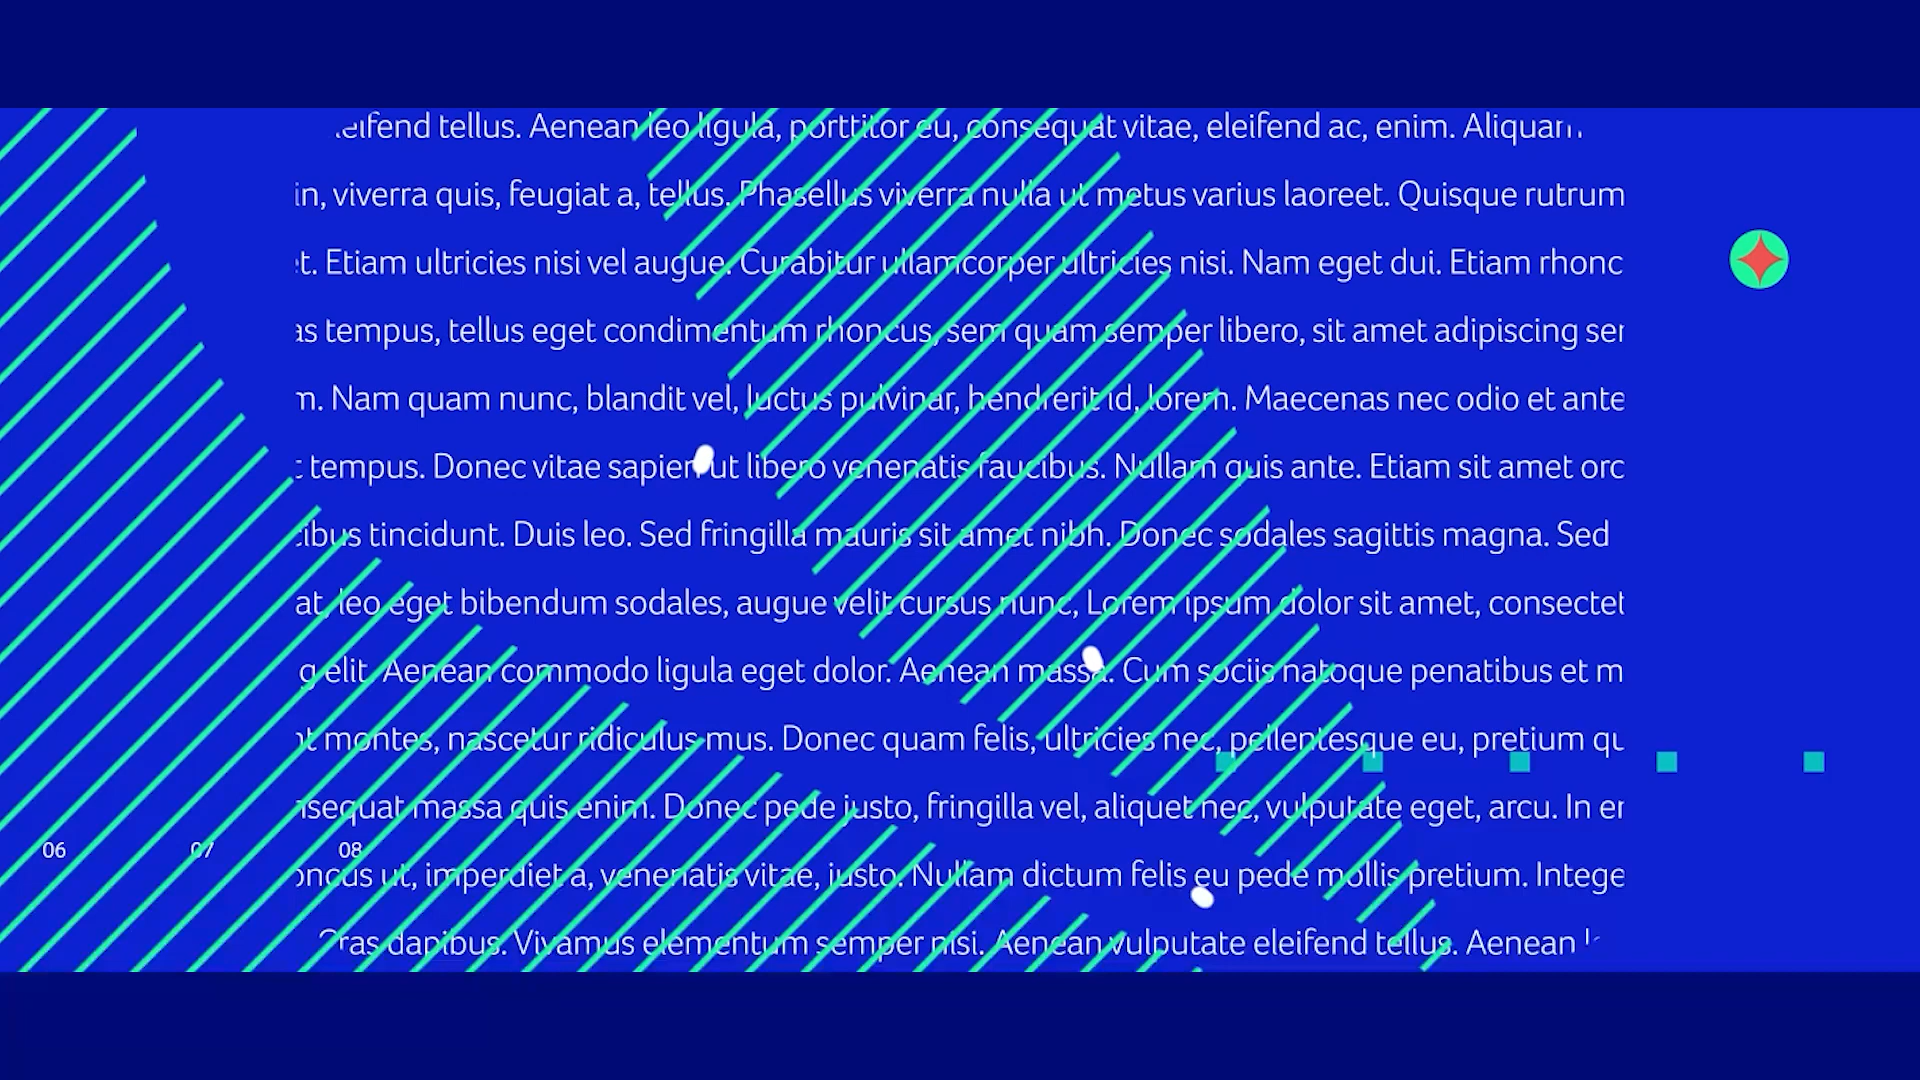 eifend tellus. Aenean leo ligula, porttitor eu, consequat vitae, eleifend ac, enim. Aliquam
in, viverra quis, feugiat a, tellus. Phasellus viverra nulla ut metus varius laoreet. Quisque rutrum
t. Etiam ultricies nisi vel augue. Curabitur ullamcorper ultricies nisi. Nam eget dui. Etiam rhonc
as tempus, tellus eget condimentum rhoncus, sem quam semper libero, sit amet adipiscing ser
m. Nam quam nunc, blandit vel, luctus pulvinar, hendrerit id, lorem. Maecenas nec odio et ante
t tempus. Donec vitae sapien ut libero venenatis faucibus. Nullam quis ante. Etiam sit amet orc
cibus tincidunt. Duis leo. Sed fringilla mauris sit amet nibh. Donec sodales sagittis magna. Sed
at, leo eget bibendum sodales, augue velit cursus nunc, Lorem ipsum dolor sit amet, consectet
g elit. Aenean commodo ligula eget dolor. Aenean massa. Cum sociis natoque penatibus et m
nt montes, nascetur ridiculus mus. Donec quam felis, ultricies nec, pellentesque eu, pretium qu
nsequat massa quis enim. Donec pede justo, fringilla vel, aliquet nec, vulputate eget, arcu. In er
06 07 08
oncus ut, imperdiet a, venenatis vitae, justo. Nullam dictum felis eu pede mollis pretium. Intege
Cras dapibus. Vivamus elementum semper nisi. Aenean vulputate eleifend tellus. Aenean